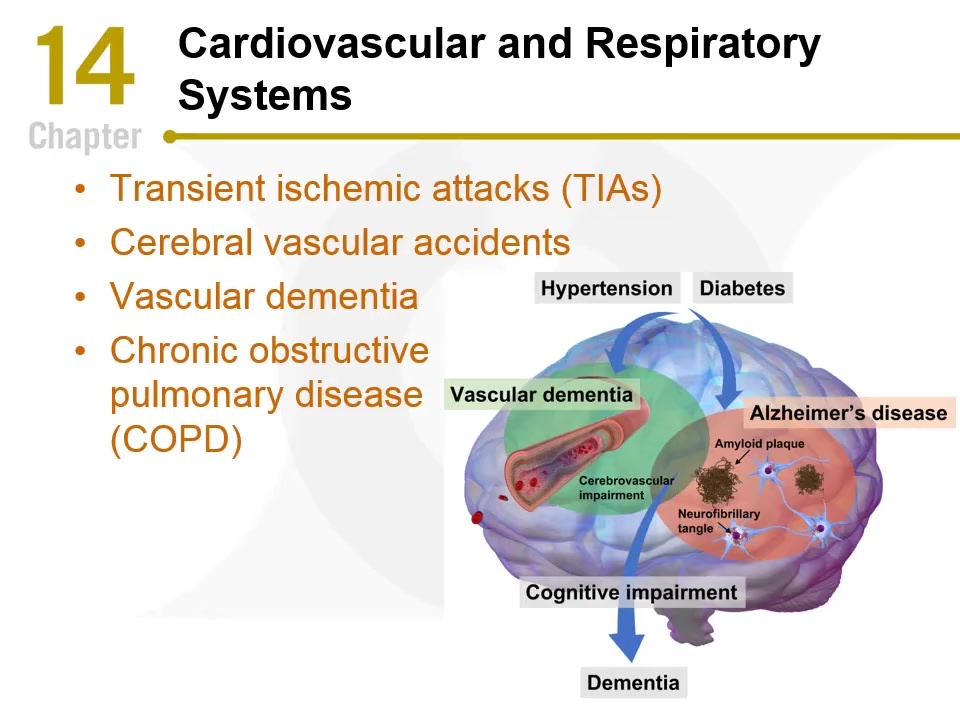 14
Chapter
Cardiovascular and Respiratory
Systems
• Transient ischemic attacks (TIAs)
• Cerebral vascular accidents
• Vascular dementia
• Chronic obstructive
pulmonary disease
(COPD)
Hypertension
Diabetes
Vascular dementia
Alzheimer's disease
Amyloid plaque
Cerebrovascular
impairment
Neurofibrillary
tangle
Cognitive impairment
Dementia